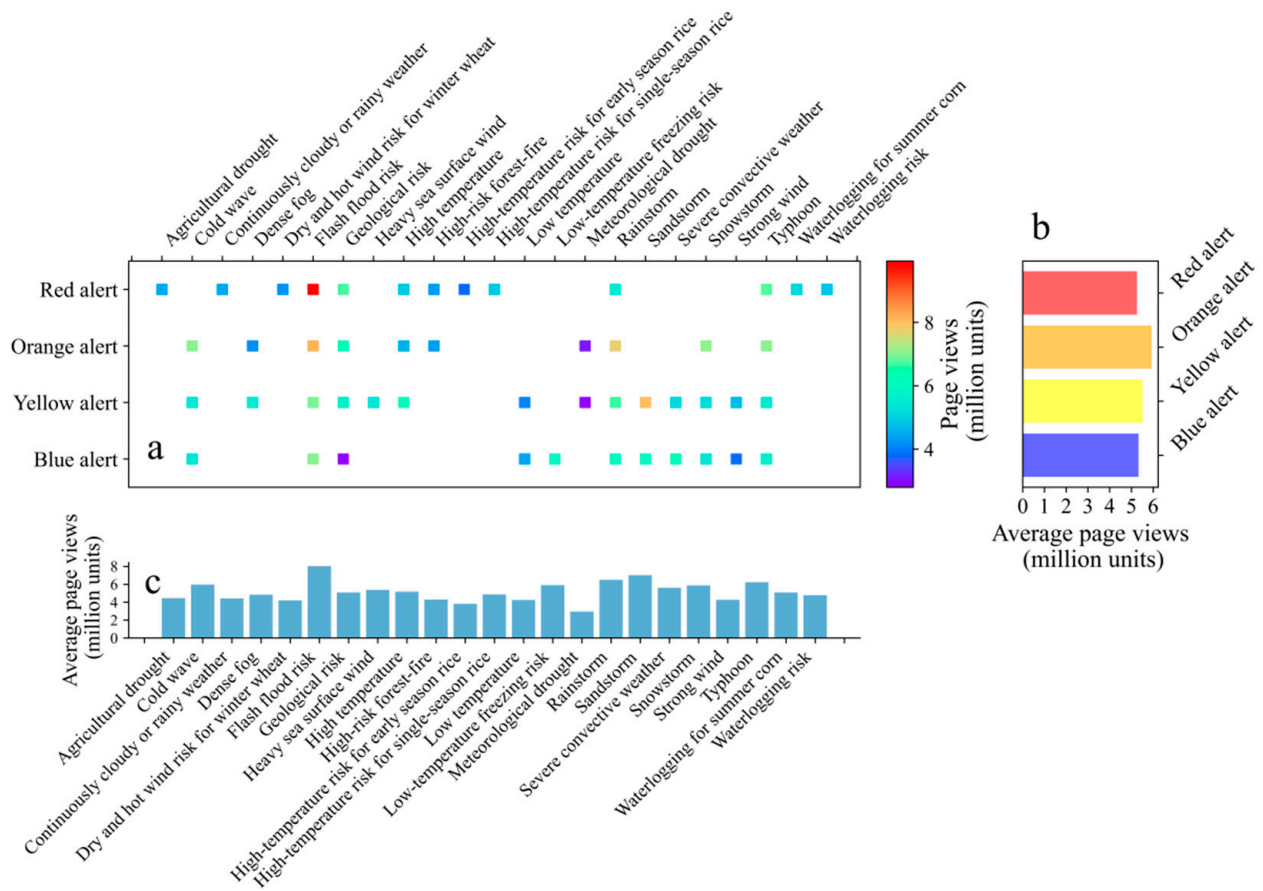 Agricultural drought
Cold wave
Continuously cloudy or rainy weather
Dense fog
Dry and hot wind risk for winter wheat
Flash flood risk
Geological risk
Heavy sea surface wind
High temperature
High-risk forest-fire
High-temperature risk for early season rice
High-temperature risk for single-season rice
Low temperature
Low-temperature freezing risk
Meteorological drought
Rainstorm
Sandstorm
Severe convective weather
Snowstorm
Strong wind
Typhoon
Waterlogging for summer corn
Waterlogging risk
Red alert
Orange alert
Yellow alert
Blue alert
a
8
6
4
Page views
(million units)
b
Red alert
Orange alert
Yellow alert
Blue alert
0 1 2 3 4 5 6
Average page views
(million units)
c
Average page views
(million units)
8
6
4
2
0
Agricultural drought
Cold wave
Continuously cloudy or rainy weather
Dense fog
Dry and hot wind risk for winter wheat
Flash flood risk
Geological risk
Heavy sea surface wind
High temperature
High-risk forest-fire
High-temperature risk for early season rice
High-temperature risk for single-season rice
Low temperature
Low-temperature freezing risk
Meteorological drought
Rainstorm
Sandstorm
Severe convective weather
Snowstorm
Strong wind
Typhoon
Waterlogging for summer corn
Waterlogging risk